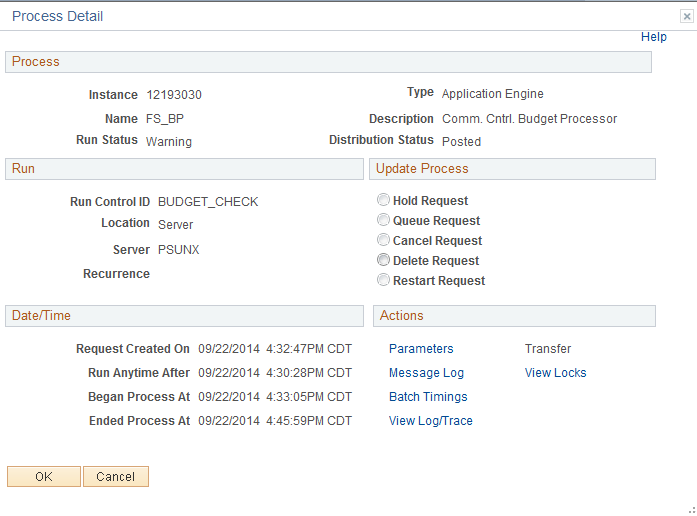 Process Detail
Help
Process
Instance 12193030 Type Application Engine
Name FS_BP Description Comm. Cntrl. Budget Processor
Run Status Warning Distribution Status Posted
Run Update Process
Run Control ID BUDGET_CHECK Hold Request
Location Server Queue Request
Server PSUNX Cancel Request
Recurrence Delete Request
Restart Request
Date/Time Actions
Request Created On 09/22/2014 4:32:47PM CDT Parameters Transfer
Run Anytime After 09/22/2014 4:30:28PM CDT Message Log View Locks
Began Process At 09/22/2014 4:33:05PM CDT Batch Timings
Ended Process At 09/22/2014 4:45:59PM CDT View Log/Trace
OK Cancel